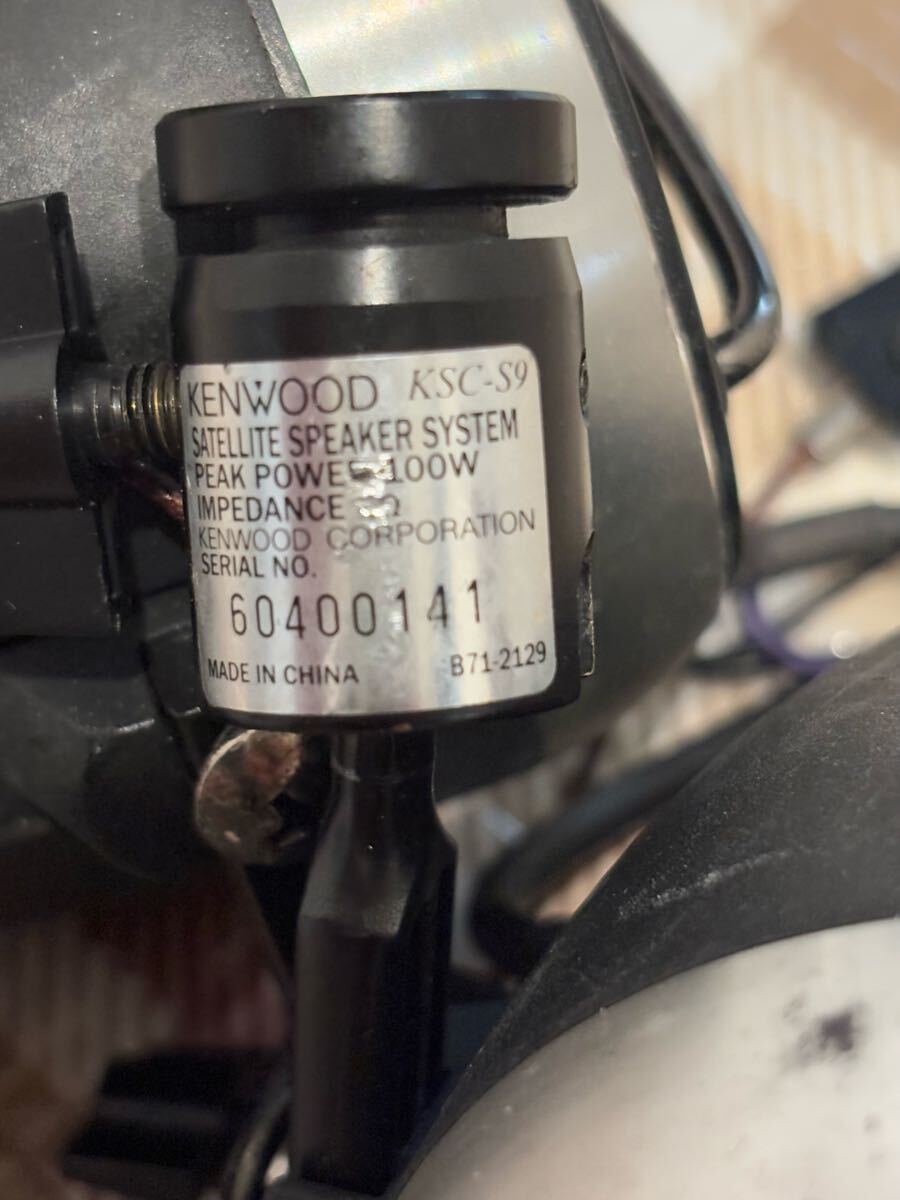 KENWOOD KSC-S9
SATELLITE SPEAKER SYSTEM
PEAK POWER 100W
IMPEDANCE Ω
KENWOOD CORPORATION
SERIAL NO.
60400141
MADE IN CHINA B71-2129